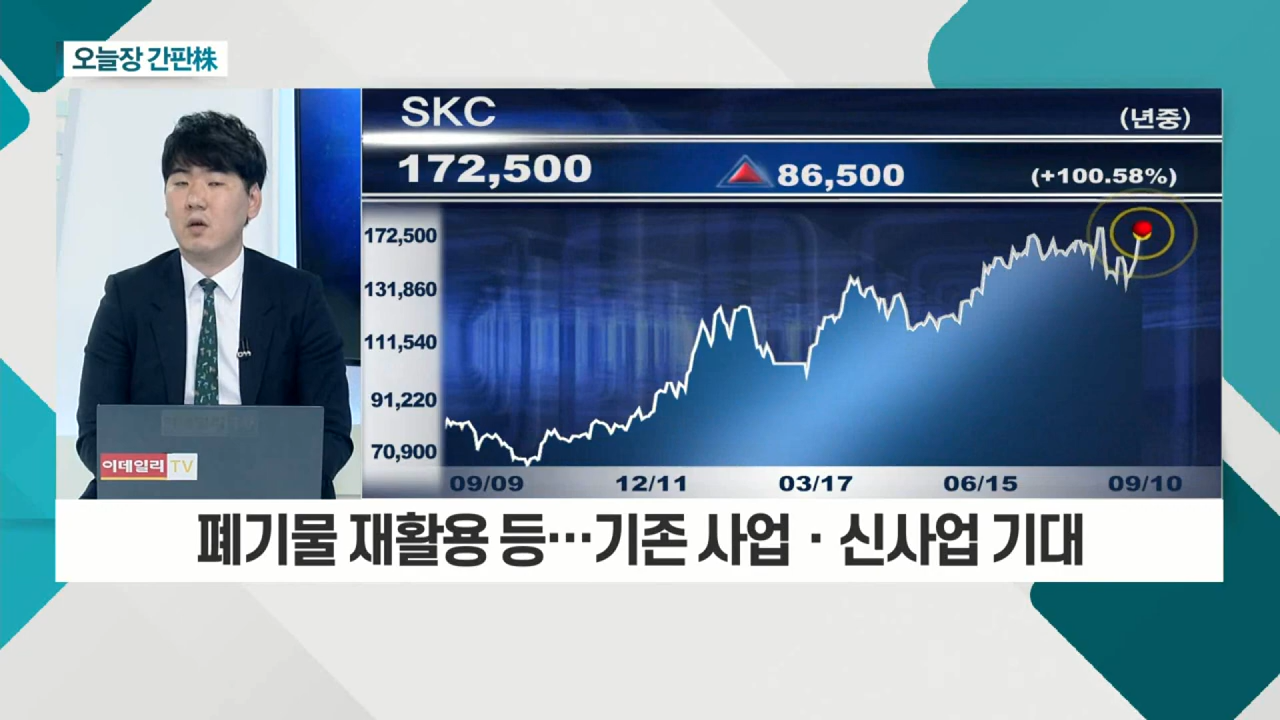 오늘장 간판株
SKC
(년중)
172,500 ▲ 86,500 (+100.58%)
172,500
131,860
111,540
91,220
70,900
09/09 12/11 03/17 06/15 09/10
이데일리 TV
폐기물 재활용 등…기존 사업·신사업 기대